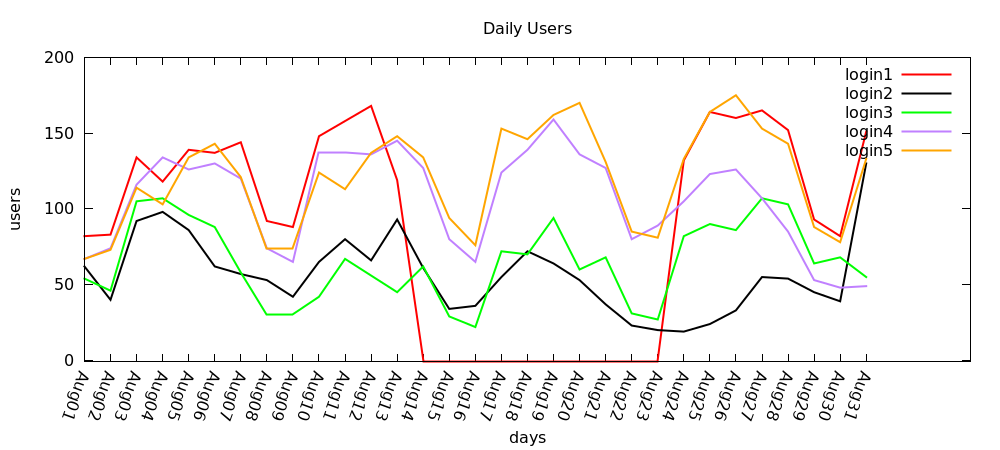 Daily Users
200
150
100
50
0
users
login1
login2
login3
login4
login5
Aug01
Aug02
Aug03
Aug04
Aug05
Aug06
Aug07
Aug08
Aug09
Aug10
Aug11
Aug12
Aug13
Aug14
Aug15
Aug16
Aug17
Aug18
Aug19
Aug20
Aug21
Aug22
Aug23
Aug24
Aug25
Aug26
Aug27
Aug28
Aug29
Aug30
Aug31
days